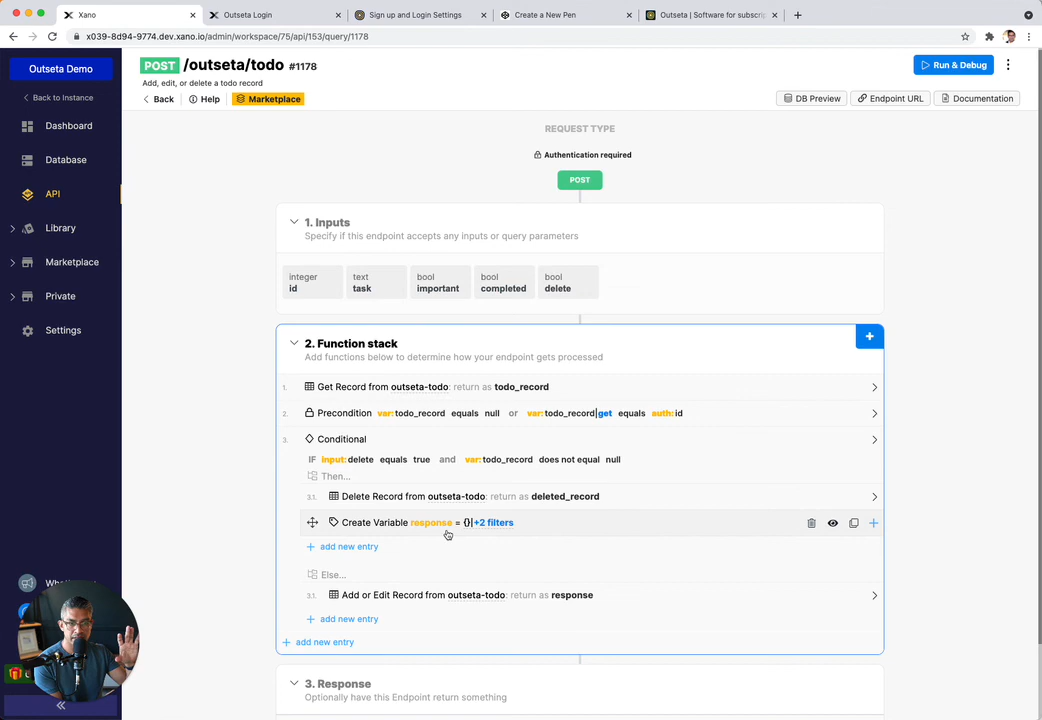 Xano
Outseta Login
Sign up and Login Settings
Create a New Pen
Outseta | Software for subscrip
x039-8d94-9774.dev.xano.io/admin/workspace/75/api/153/query/1178
Outseta Demo
Back to Instance
Dashboard
Database
API
Library
Marketplace
Private
Settings
POST /outseta/todo #1178
Run & Debug
Add, edit, or delete a todo record
Back
Help
Marketplace
DB Preview
Endpoint URL
Documentation
REQUEST TYPE
Authentication required
POST
1. Inputs
Specify if this endpoint accepts any inputs or query parameters
integer
id
text
task
bool
important
bool
completed
bool
delete
2. Function stack
Add functions below to determine how your endpoint gets processed
1. Get Record from outseta-todo: return as todo_record
2. Precondition var:todo_record equals null or var:todo_record|get equals auth:id
3. Conditional
IF input:delete equals true and var:todo_record does not equal null
Then...
3.1. Delete Record from outseta-todo: return as deleted_record
Create Variable response = {}|+2 filters
+ add new entry
Else...
3.1. Add or Edit Record from outseta-todo: return as response
+ add new entry
+ add new entry
3. Response
Optionally have this Endpoint return something